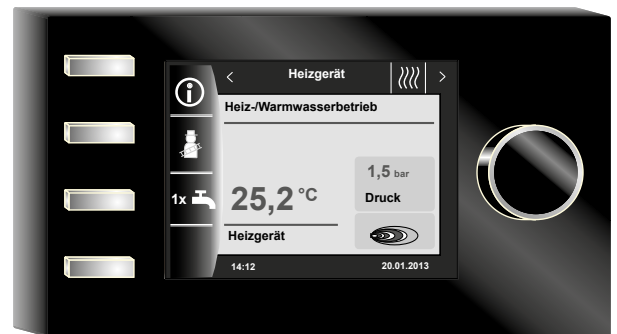 < Heizgerät >
Heiz-/Warmwasserbetrieb
1x
25,2 °C
1,5 bar
Druck
Heizgerät
14:12 20.01.2013